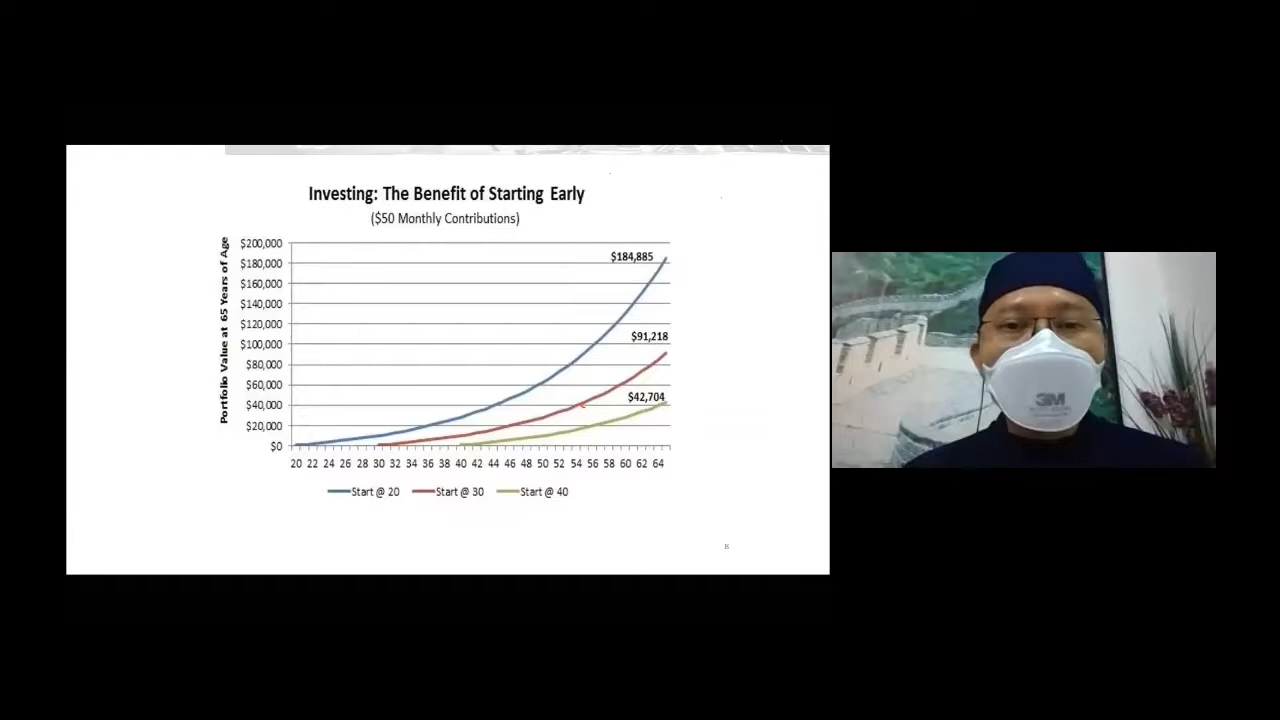 Investing: The Benefit of Starting Early
($50 Monthly Contributions)
Portfolio Value at 65 Years of Age
$200,000
$180,000
$160,000
$140,000
$120,000
$100,000
$80,000
$60,000
$40,000
$20,000
$0
$184,885
$91,218
$42,704
20 22 24 26 28 30 32 34 36 38 40 42 44 46 48 50 52 54 56 58 60 62 64
Start @ 20 Start @ 30 Start @ 40
3M